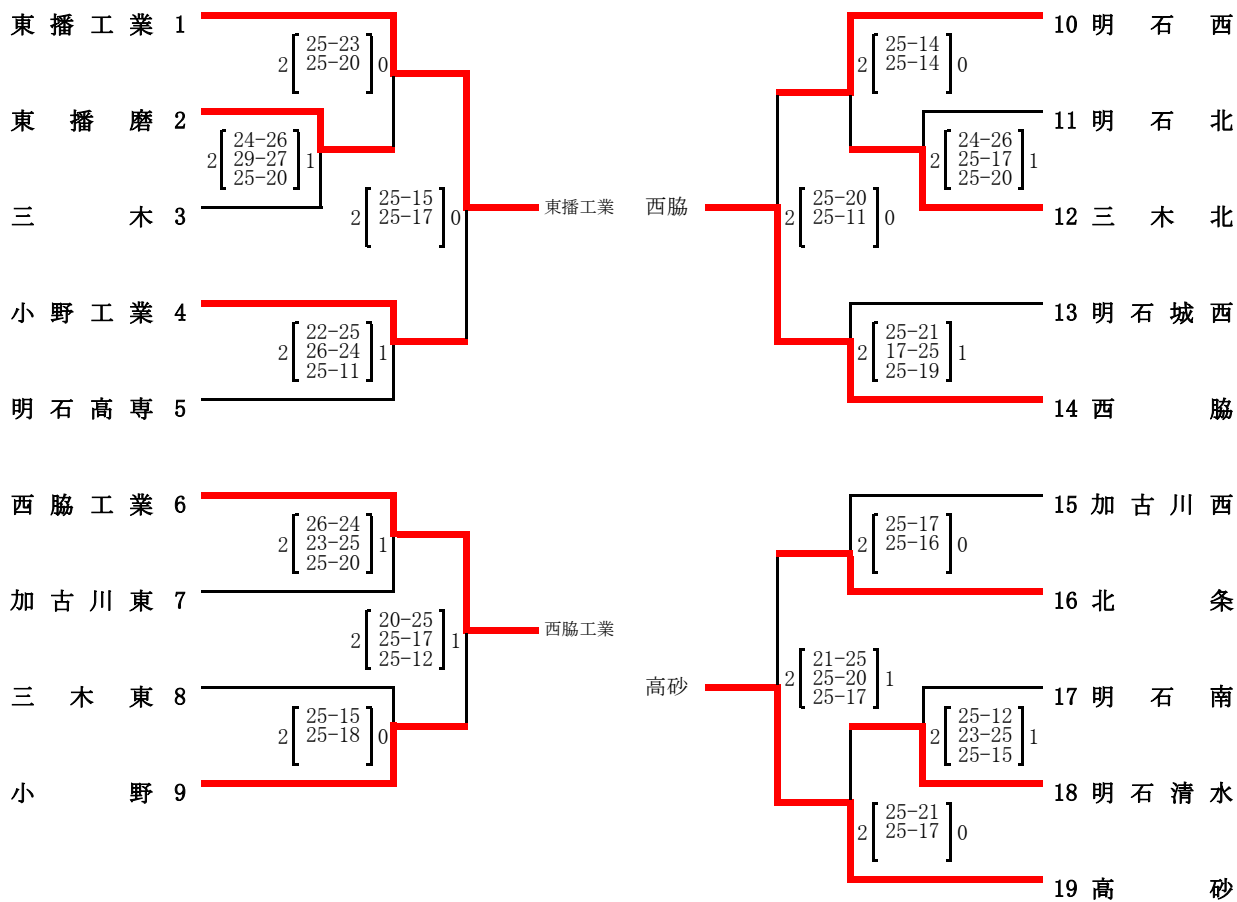 東播工業 1
2 25-23 0
25-20
東播磨 2
2 24-26 1
29-27
25-20
三木 3
2 25-15 0
25-17
東播工業
小野工業 4
2 22-25 1
26-24
25-11
明石高専 5
西脇工業 6
2 26-24 1
23-25
25-20
加古川東 7
2 20-25 1
25-17
25-12
西脇工業
三木東 8
2 25-15 0
25-18
小野 9
10 明石西
2 25-14 0
25-14
11 明石北
2 24-26 1
25-17
25-20
12 三木北
西脇
2 25-20 0
25-11
13 明石城西
2 25-21 1
17-25
25-19
14 西脇
15 加古川西
2 25-17 0
25-16
16 北条
高砂
2 21-25 1
25-20
25-17
17 明石南
2 25-12 1
23-25
25-15
18 明石清水
2 25-21 0
25-17
19 高砂